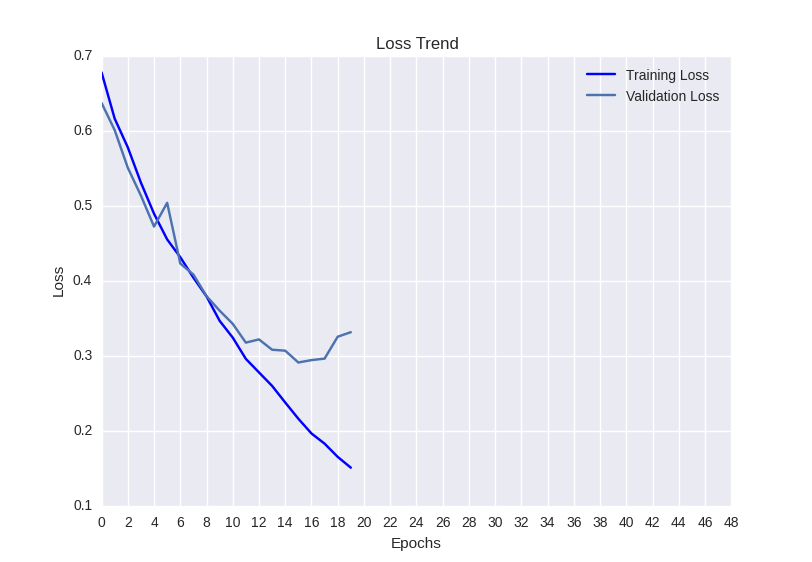 Loss Trend
Training Loss
Validation Loss
0.7
0.6
0.5
0.4
0.3
0.2
0.1
Loss
0 2 4 6 8 10 12 14 16 18 20 22 24 26 28 30 32 34 36 38 40 42 44 46 48
Epochs